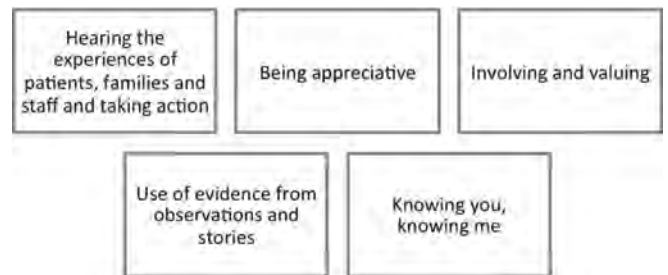 Hearing the
experiences of
patients, families and
staff and taking action
Being appreciative
Involving and valuing
Use of evidence from
observations and
stories
Knowing you,
knowing me